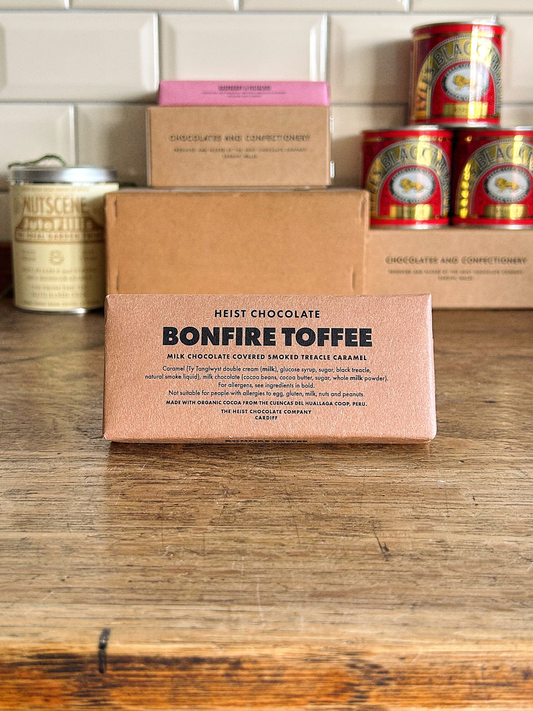 CHOCOLATES AND CONFECTIONERY
CHOCOLATES AND CONFECTIONERY
NUTSCENE
HEIST CHOCOLATE
BONFIRE TOFFEE
MILK CHOCOLATE COVERED SMOKED TREACLE CARAMEL
Caramel (Ty Tanglwyst double cream (milk), glucose syrup, sugar, black treacle,
natural smoke liquid), milk chocolate (cocoa beans, cocoa butter, sugar, whole milk powder).
For allergens, see ingredients in bold.
Not suitable for people with allergies to egg, gluten, milk, nuts and peanuts.
MADE WITH ORGANIC COCOA FROM THE CUENCAS DEL HUALLAGA COOP, PERU.
THE HEIST CHOCOLATE COMPANY
CARDIFF
BONFIRE TOFFEE